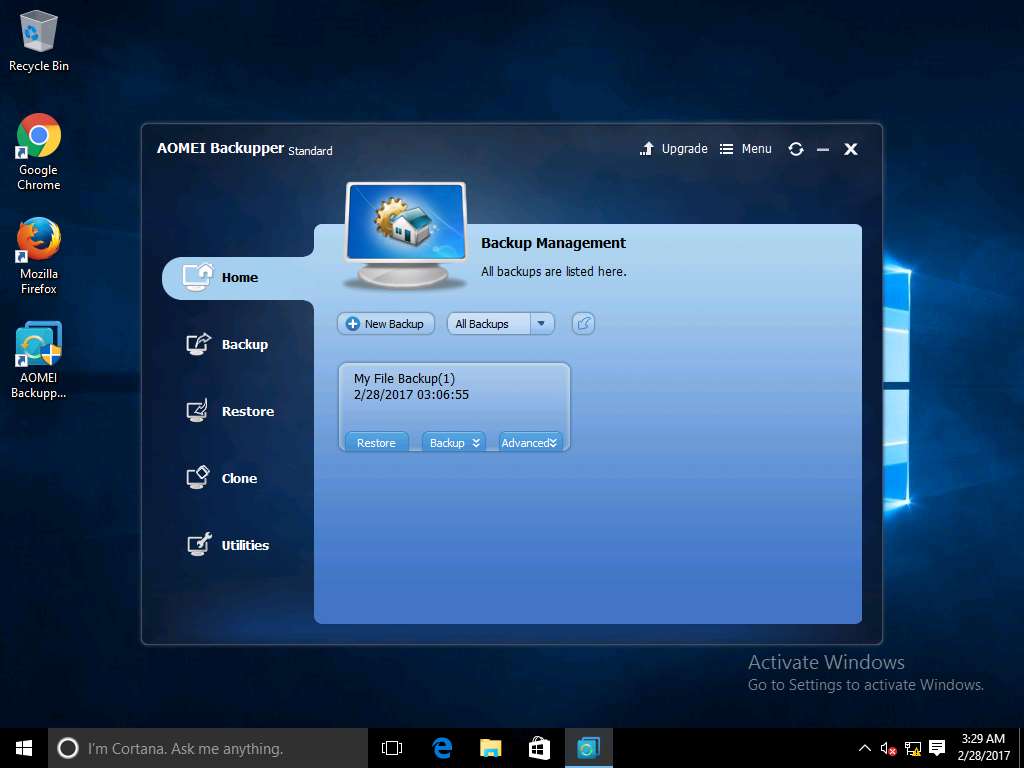 Recycle Bin
Google
Chrome
Mozilla
Firefox
AOMEI
Backupp...
AOMEI Backupper Standard
Upgrade
Menu
Backup Management
All backups are listed here.
Home
Backup
Restore
Clone
Utilities
New Backup
All Backups
My File Backup(1)
2/28/2017 03:06:55
Restore
Backup
Advanced
Activate Windows
Go to Settings to activate Windows.
I'm Cortana. Ask me anything.
3:29 AM
2/28/2017